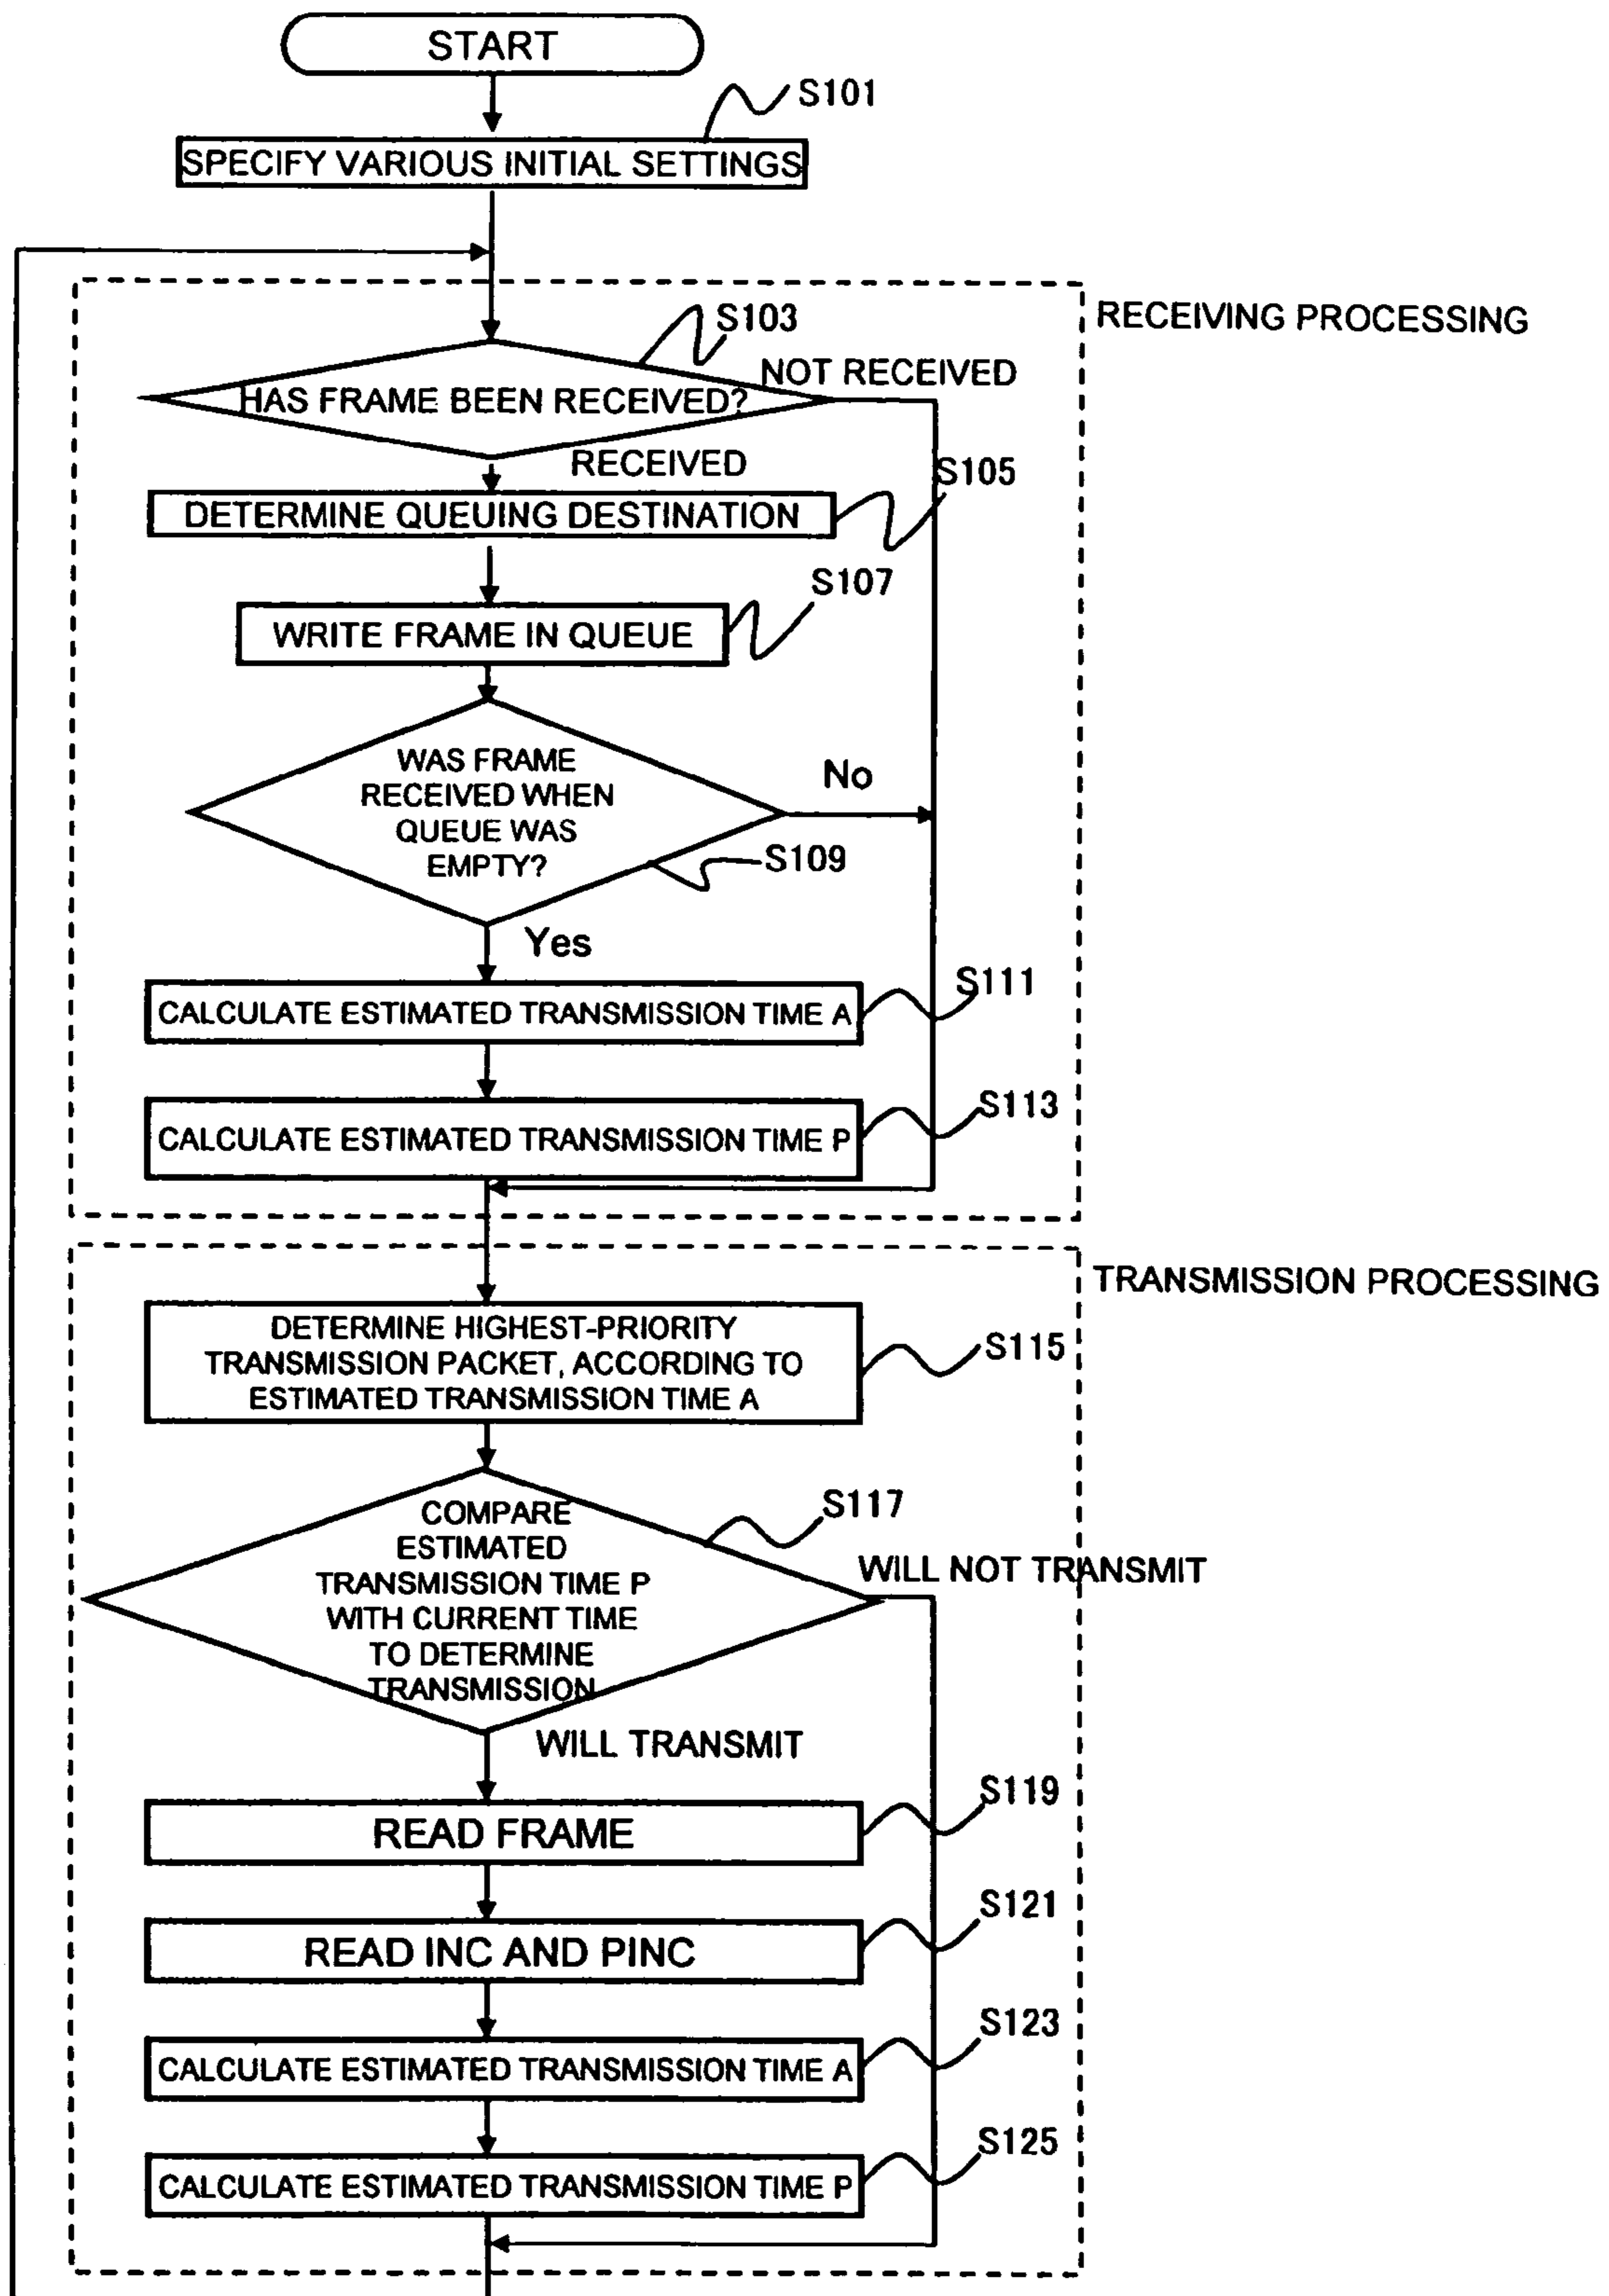 START
S101
SPECIFY VARIOUS INITIAL SETTINGS
RECEIVING PROCESSING
S103
NOT RECEIVED
HAS FRAME BEEN RECEIVED?
RECEIVED
S105
DETERMINE QUEUING DESTINATION
S107
WRITE FRAME IN QUEUE
WAS FRAME
RECEIVED WHEN
QUEUE WAS
EMPTY?
No
S109
Yes
S111
CALCULATE ESTIMATED TRANSMISSION TIME A
S113
CALCULATE ESTIMATED TRANSMISSION TIME P
TRANSMISSION PROCESSING
DETERMINE HIGHEST-PRIORITY
TRANSMISSION PACKET, ACCORDING TO
ESTIMATED TRANSMISSION TIME A
S115
S117
COMPARE
ESTIMATED
TRANSMISSION TIME P
WITH CURRENT TIME
TO DETERMINE
TRANSMISSION
WILL NOT TRANSMIT
WILL TRANSMIT
S119
READ FRAME
S121
READ INC AND PINC
S123
CALCULATE ESTIMATED TRANSMISSION TIME A
S125
CALCULATE ESTIMATED TRANSMISSION TIME P